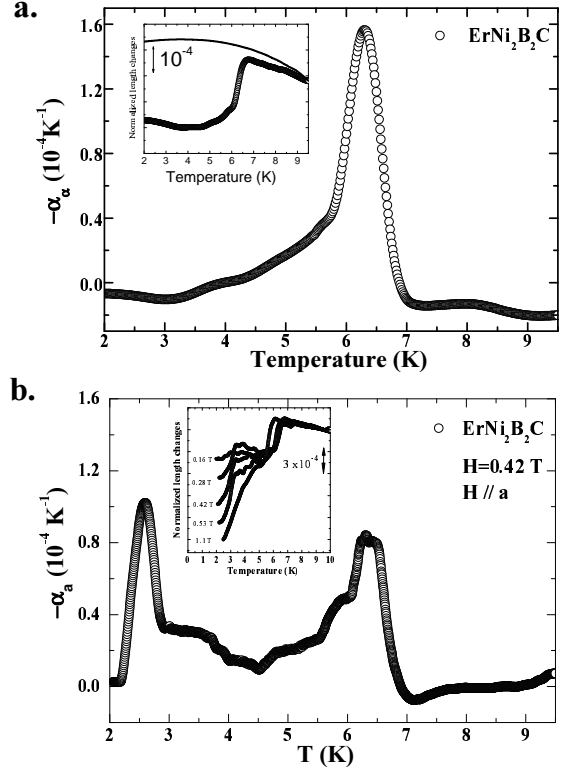 a.
1.6
1.2
0.8
0.4
0.0
−α_α (10⁻⁴K⁻¹)
2 3 4 5 6 7 8 9
Temperature (K)
ErNi₂B₂C
Normalized length changes
10⁻⁴
2 3 4 5 6 7 8 9
Temperature (K)
b.
1.6
1.2
0.8
0.4
0.0
−α_a (10⁻⁴ K⁻¹)
2 3 4 5 6 7 8 9
T (K)
ErNi₂B₂C
H=0.42 T
H // a
Normalized length changes
0.16 T
0.28 T
0.42 T
0.53 T
1.1 T
3 x10⁻⁴
0 1 2 3 4 5 6 7 8 9 10
Temperature (K)